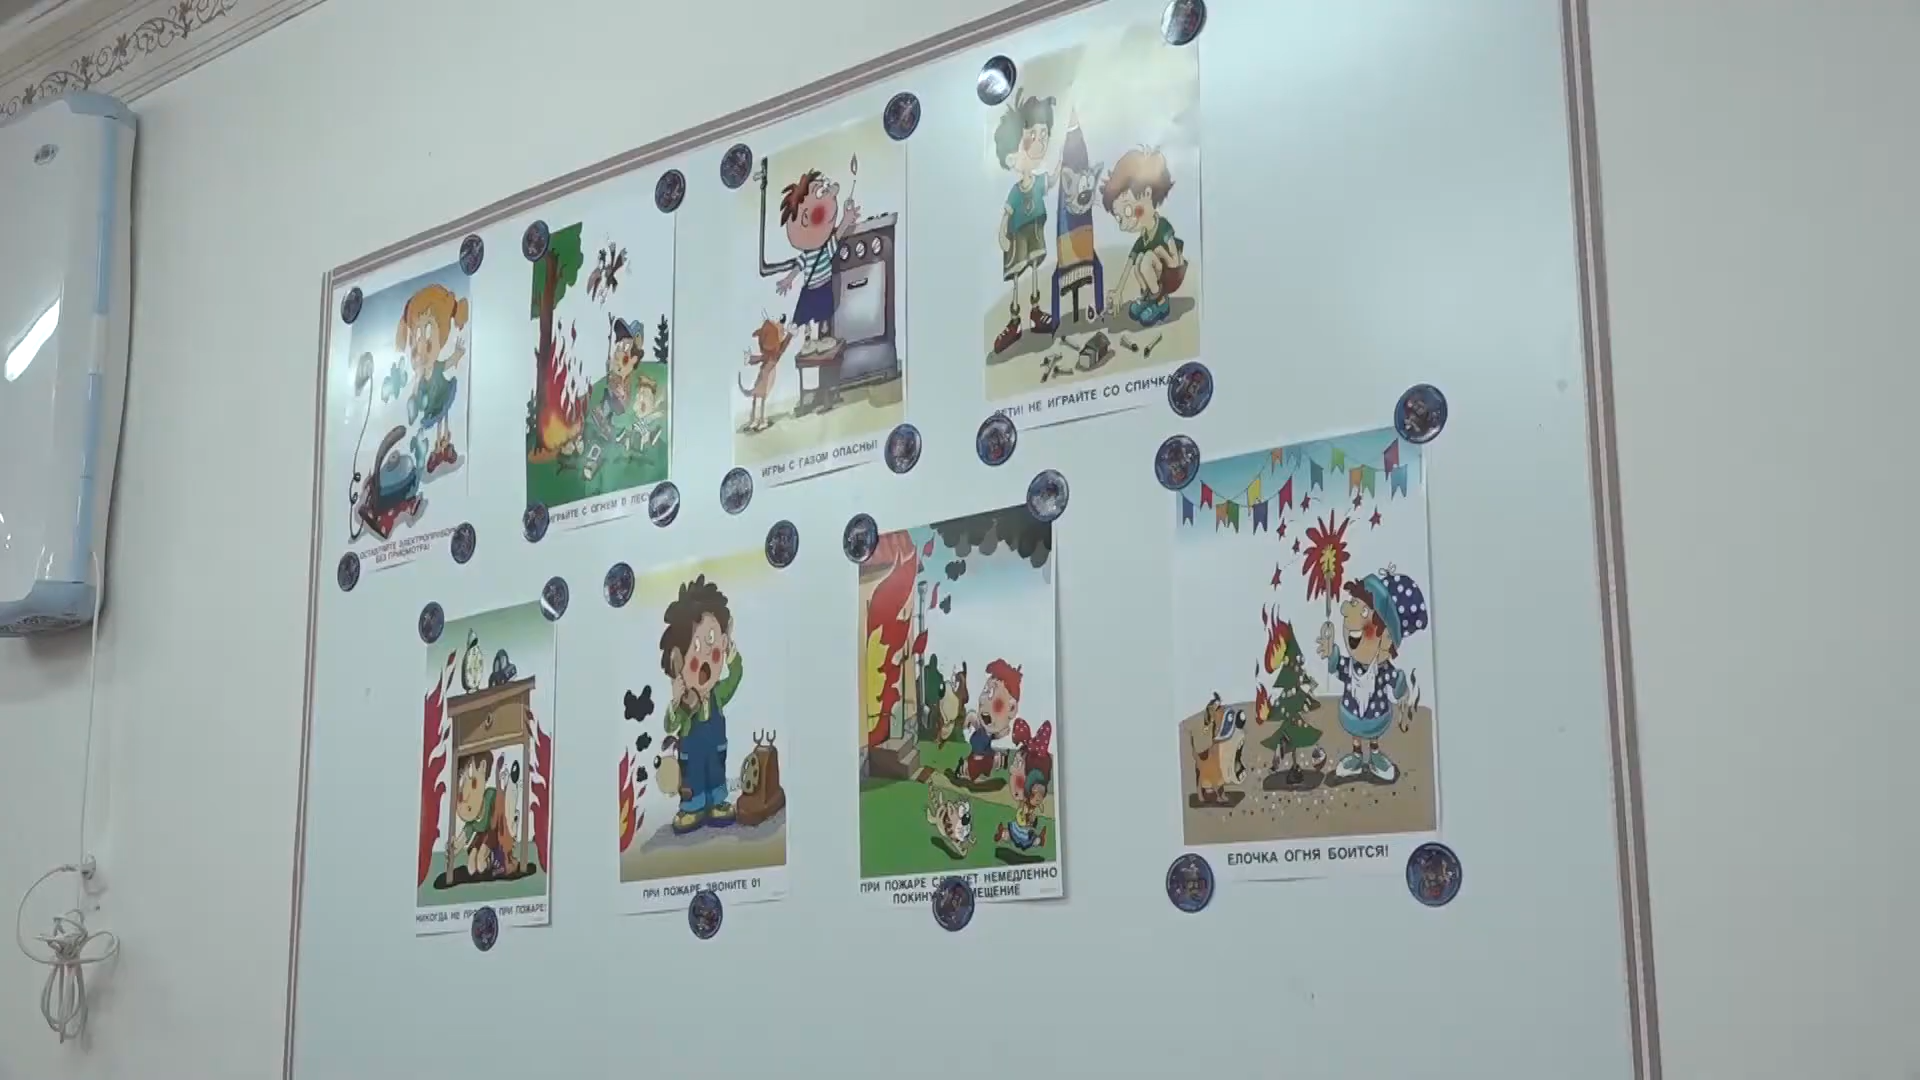 ОСТАВЛЯЙТЕ ЭЛЕКТРОПРИБОРЫ
БЕЗ ПРИСМОТРА!
ИГРАЙТЕ С ОГНЕМ В ЛЕСУ
ИГРЫ С ГАЗОМ ОПАСНЫ!
ДЕТИ! НЕ ИГРАЙТЕ СО СПИЧКА
НИКОГДА НЕ ПРИ ПОЖАРЕ!
ПРИ ПОЖАРЕ ЗВОНИТЕ 01
ПРИ ПОЖАРЕ СЛЕДУЕТ НЕМЕДЛЕННО
ПОКИНУТЬ ПОМЕЩЕНИЕ
ЕЛОЧКА ОГНЯ БОИТСЯ!